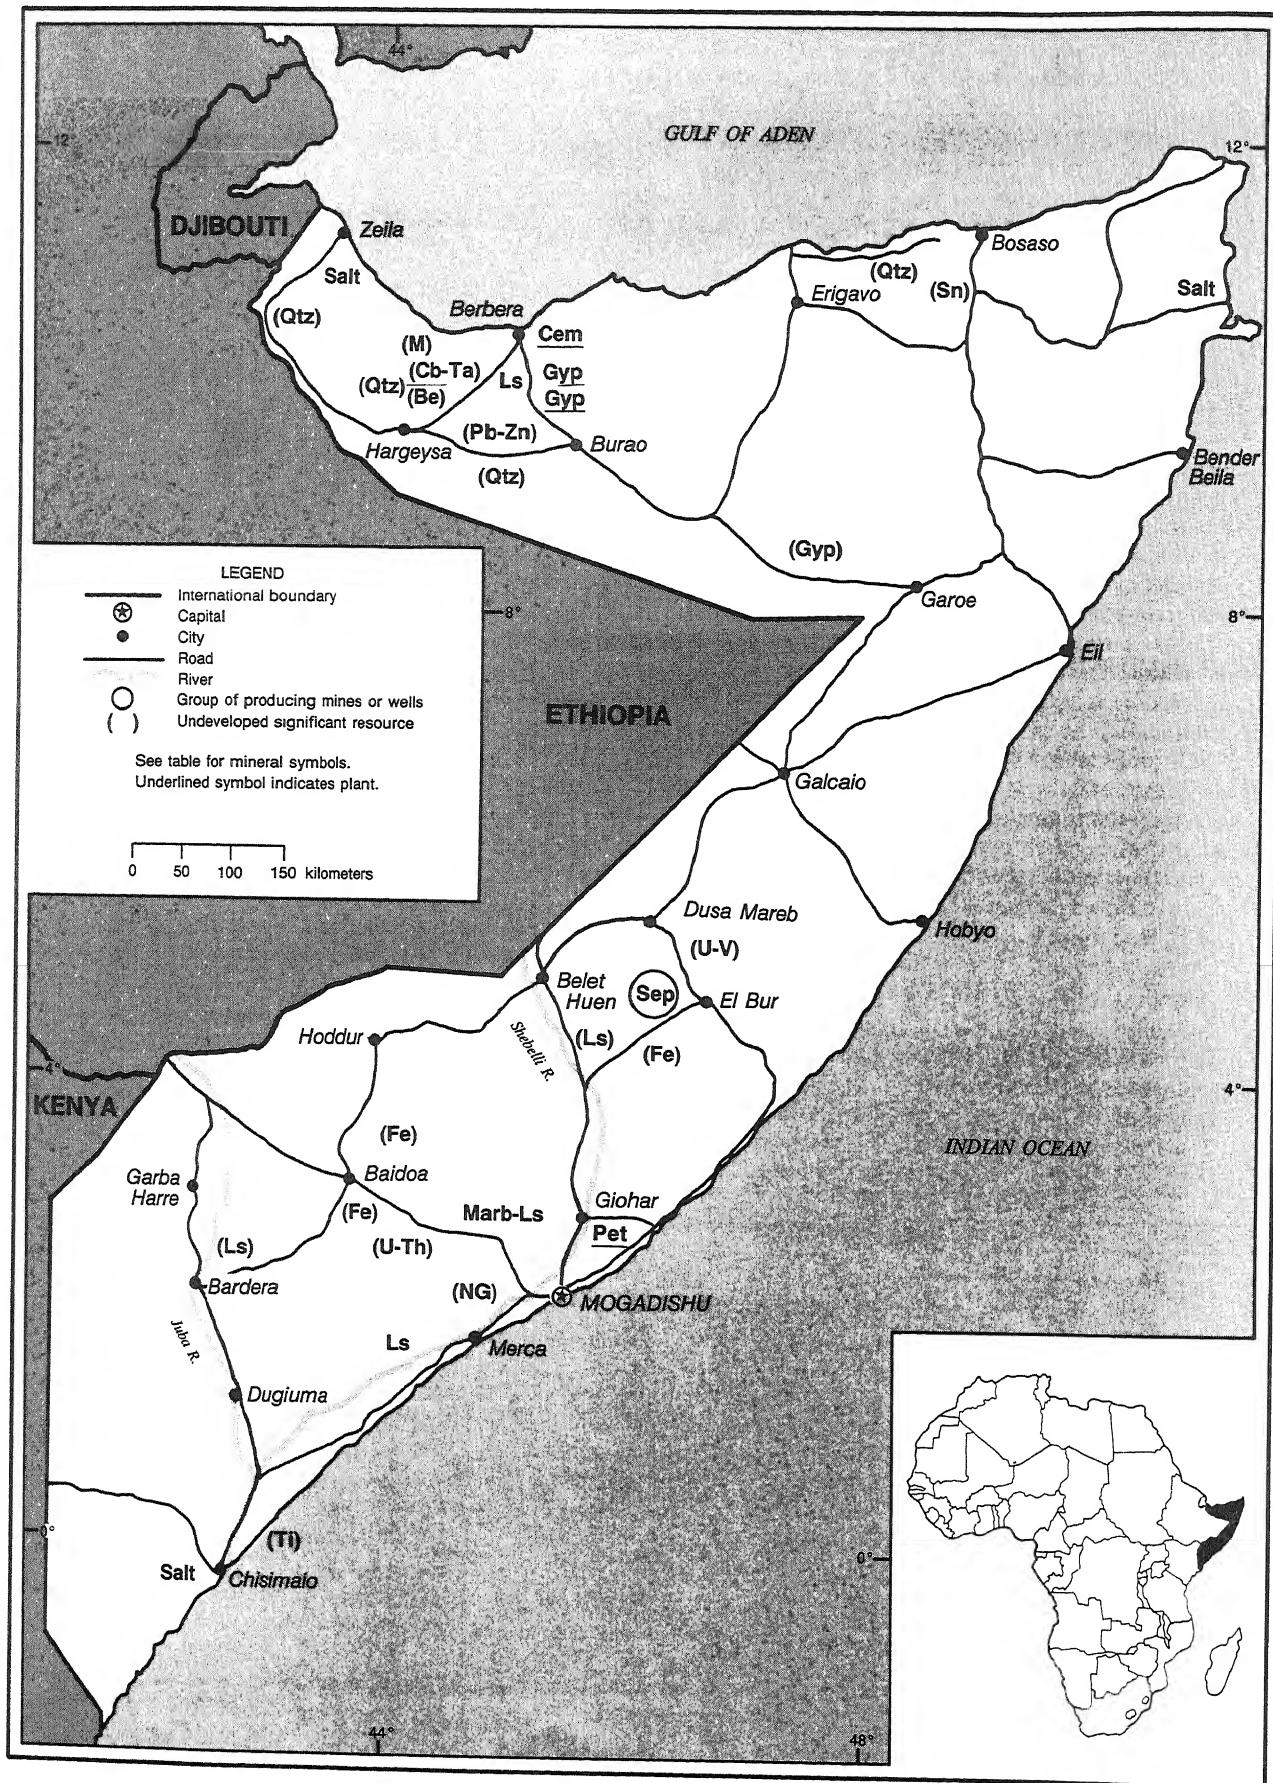 44°
GULF OF ADEN
12°
12°
DJIBOUTI
Zeila
Bosaso
(Qtz)
Salt
Erigavo
(Sn)
Salt
Berbera
(Qtz)
Cem
(M)
(Cb-Ta)
Gyp
Ls
(Qtz)
(Be)
Gyp
(Pb-Zn)
Burao
Hargeysa
(Qtz)
Bender
Beila
(Gyp)
Garoe
8°
8°
Eil
LEGEND
International boundary
Capital
City
Road
River
Group of producing mines or wells
( ) Undeveloped significant resource
See table for mineral symbols.
Underlined symbol indicates plant.
0 50 100 150 kilometers
ETHIOPIA
Galcaio
Dusa Mareb
Hobyo
(U-V)
Belet
Huen
Sep
El Bur
Hoddur
Shebelli R.
(Ls)
(Fe)
4°
4°
KENYA
(Fe)
INDIAN OCEAN
Garba
Harre
Baidoa
(Fe)
Marb-Ls
Giohar
Pet
(Ls)
(U-Th)
Bardera
(NG)
MOGADISHU
Juba R.
Ls
Merca
Dugiuma
0°
(Ti)
0°
Salt
Chisimaio
44°
48°